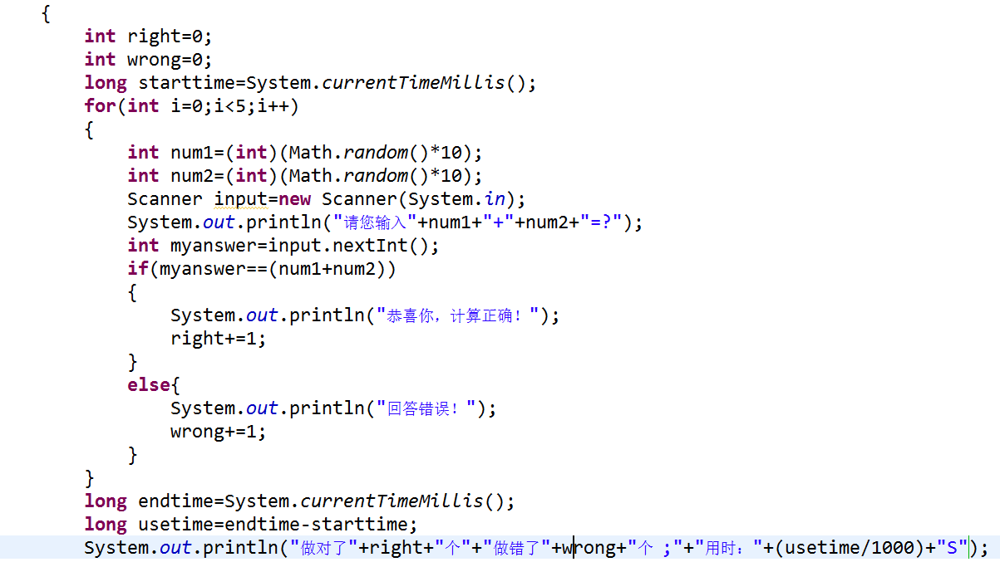 {
int right=0;
int wrong=0;
long starttime=System.currentTimeMillis();
for(int i=0;i<5;i++)
{
int num1=(int)(Math.random()*10);
int num2=(int)(Math.random()*10);
Scanner input=new Scanner(System.in);
System.out.println("请您输入"+num1+"+"+num2+"=?");
int myanswer=input.nextInt();
if(myanswer==(num1+num2))
{
System.out.println("恭喜你，计算正确！");
right+=1;
}
else{
System.out.println("回答错误！");
wrong+=1;
}
}
long endtime=System.currentTimeMillis();
long usetime=endtime-starttime;
System.out.println("做对了"+right+"个"+"做错了"+wrong+"个 ;"+"用时："+(usetime/1000)+"S");